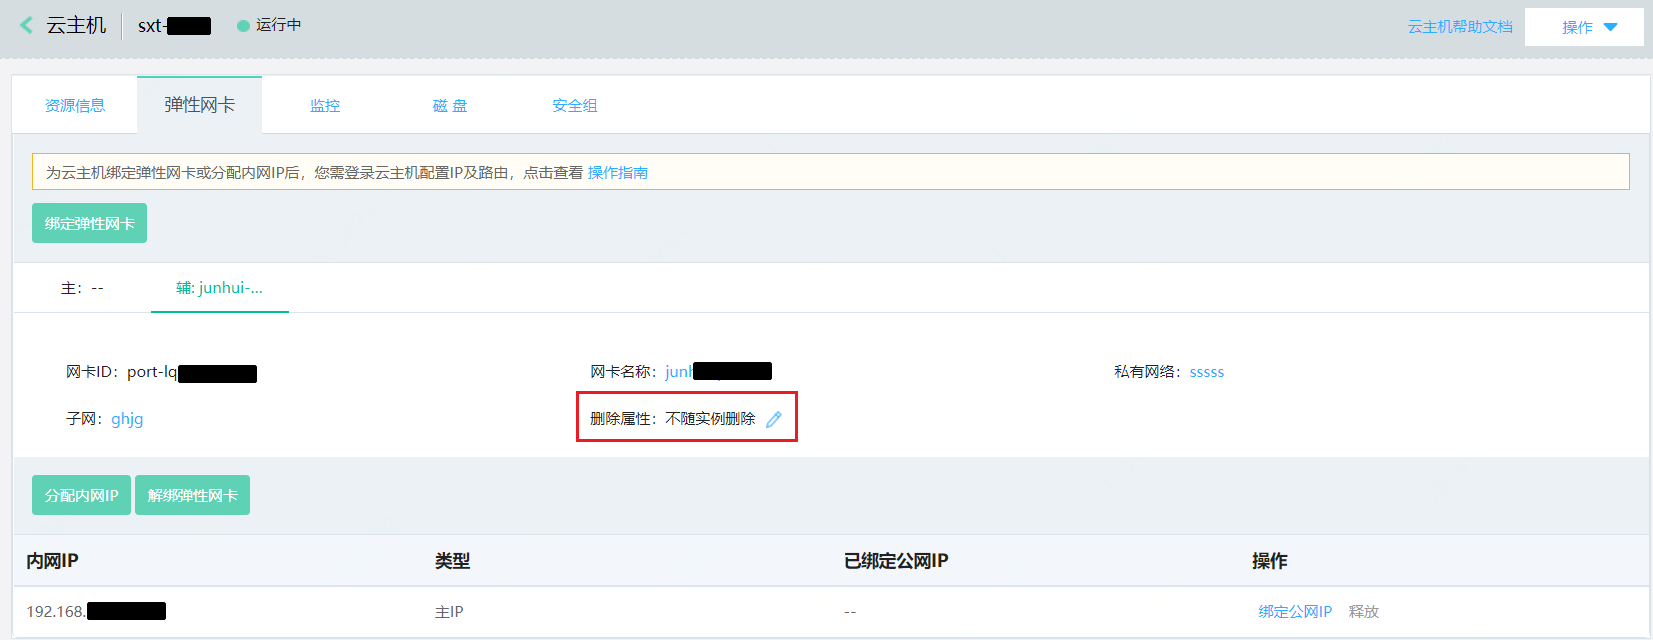 云主机 sxt- 运行中 云主机帮助文档 操作
资源信息 弹性网卡 监控 磁 盘 安全组
为云主机绑定弹性网卡或分配内网IP后，您需登录云主机配置IP及路由，点击查看 操作指南
绑定弹性网卡
主：-- 辅: junhui-...
网卡ID：port-lq 网卡名称：junh 私有网络：sssss
子网：ghjg 删除属性：不随实例删除
分配内网IP 解绑弹性网卡
内网IP 类型 已绑定公网IP 操作
192.168. 主IP -- 绑定公网IP 释放